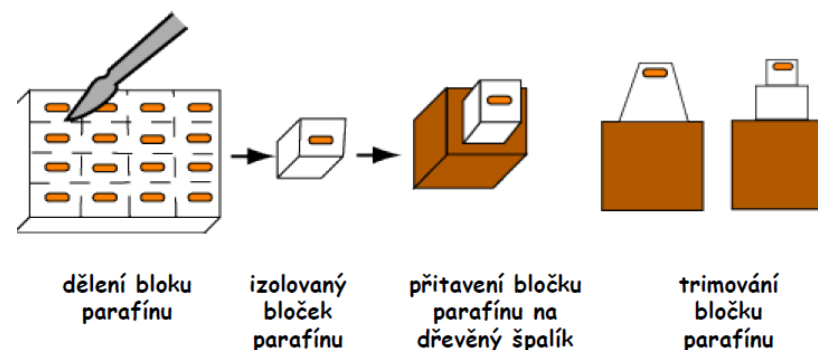 dělení bloku
parafínu
izolovaný
bloček
parafínu
přitavení bločku
parafínu na
dřevěný špalík
trimování
bločku
parafínu